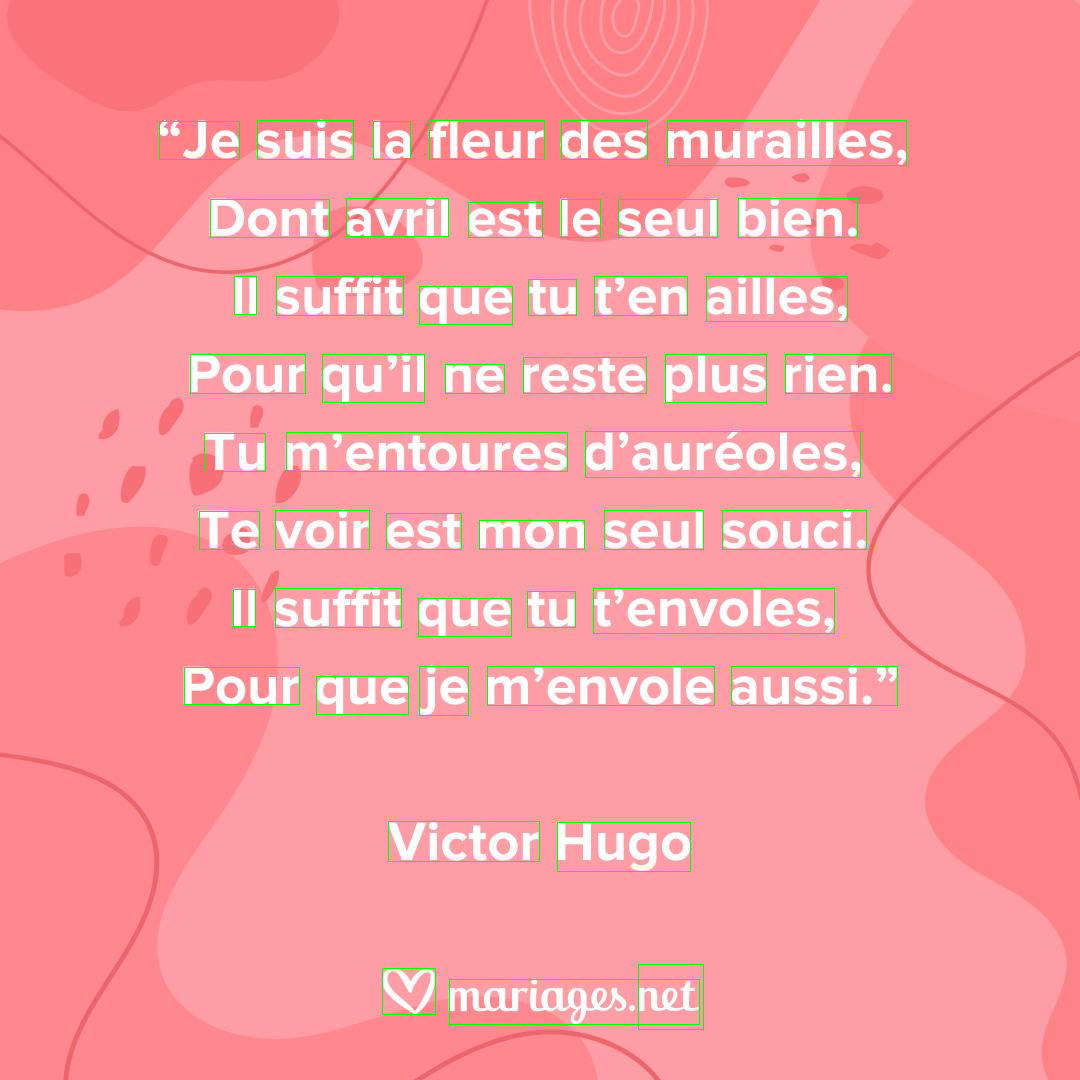 “Je suis la fleur des murailles,
Dont avril est le seul bien.
Il suffit que tu t’en ailles,
Pour qu’il ne reste plus rien.
Tu m’entoures d’auréoles,
Te voir est mon seul souci.
Il suffit que tu t’envoles,
Pour que je m’envole aussi.”
Victor Hugo
mariages.net